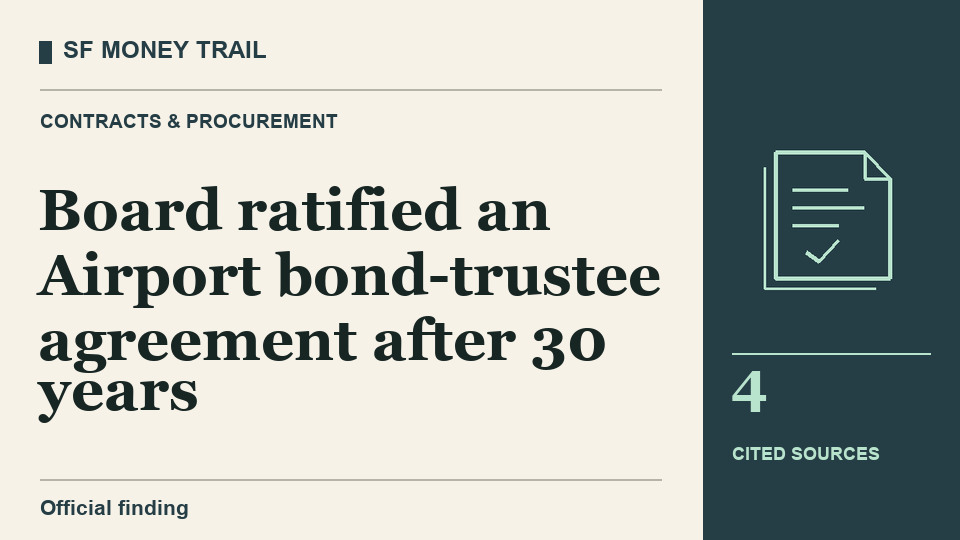 SF MONEY TRAIL
CONTRACTS & PROCUREMENT
Board ratified an
Airport bond-trustee
agreement after 30
years
Official finding
4
CITED SOURCES